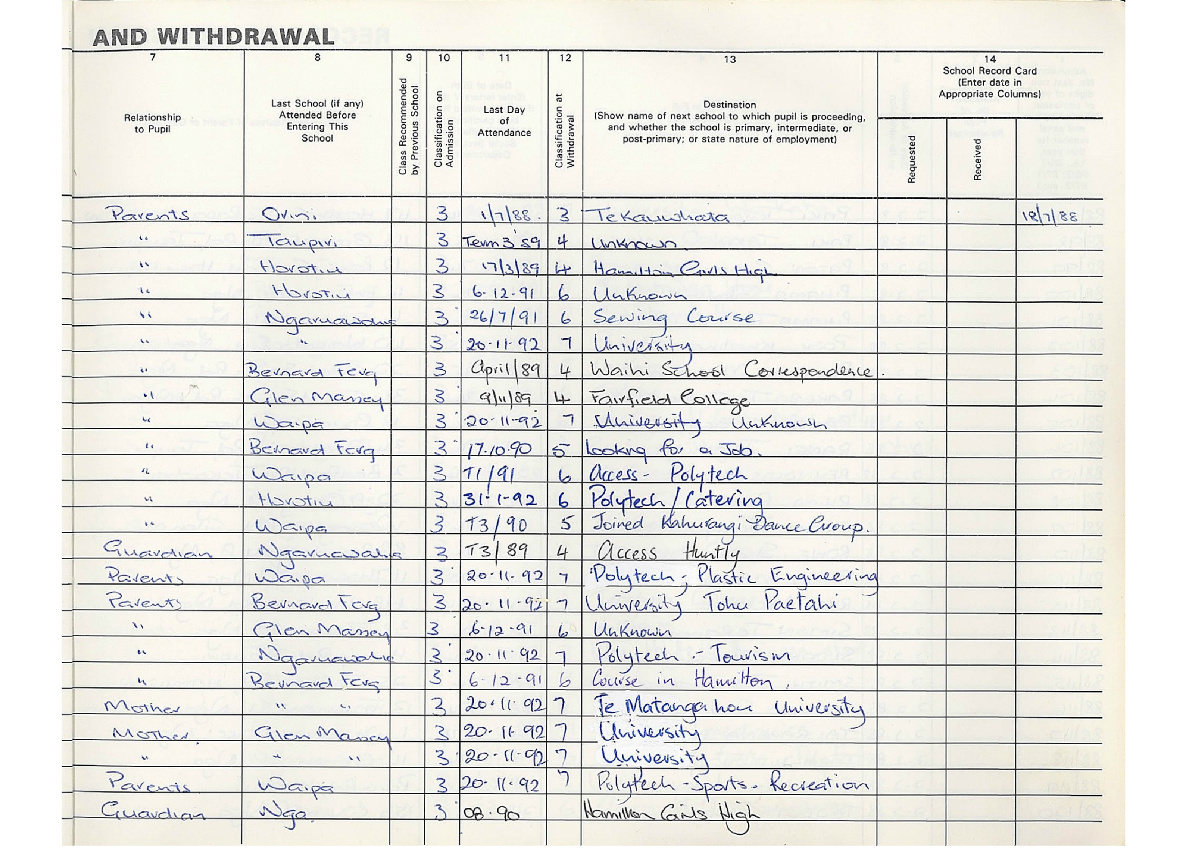 AND WITHDRAWAL
7 8 9 10 11 12 13 14
Relationship to Pupil
Last School (if any) Attended Before Entering This School
Class Recommended by Previous School
Classification on Admission
Last Day of Attendance
Classification at Withdrawal
Destination (Show name of next school to which pupil is proceeding, and whether the school is primary, intermediate, or post-primary; or state nature of employment)
School Record Card (Enter date in Appropriate Columns)
Requested
Received
Parents Orini 3 1/7/88. 3 Te Kauwhata 18/7/88
" Taupiri 3 Term 3 '89 4 Unknown.
" Horotiu 3 17/3/89 4 Hamilton Girls High
" Horotiu 3 6-12-91 6 Unknown
" Ngaruawahia 3 26/7/91 6 Sewing Course
" " 3 20-11-92 7 University
" Bernard Ferg 3 April/89 4 Waihi School Correspondence.
" Glen Massey 3 9/11/89 4 Fairfield College
" Waipa 3 20-11-92 7 University Unknown
" Bernard Ferg 3 17.10.90 5 Looking for a Job.
" Waipa 3 T1/91 6 Access - Polytech
" Horotiu 3 31-1-92 6 Polytech/Catering
" Waipa 3 T3/90 5 Joined Kahurangi Dance Group.
Guardian Ngaruawahia 3 T3/89 4 Access Huntly
Parents Waipa 3 20-11-92 7 Polytech - Plastic Engineering
Parents Bernard Ferg 3 20-11-92 7 University Tohu Paetahi
" Glen Massey 3 6-12-91 6 Unknown
" Ngaruawahia 3 20-11-92 7 Polytech - Tourism
" Bernard Ferg 3 6-12-91 6 Course in Hamilton.
Mother " " 3 20-11-92 7 Te Matangahou University
Mother. Glen Massey 3 20-11-92 7 University
" " " 3 20-11-92 7 University
Parents Waipa 3 20-11-92 7 Polytech - Sports - Recreation
Guardian Nga 3 08-90 Hamilton Girls High